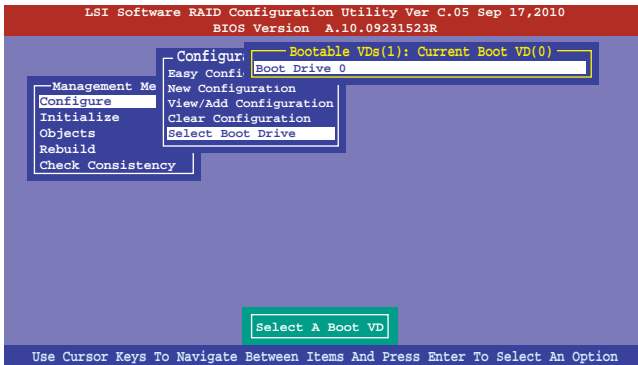 LSI Software RAID Configuration Utility Ver C.05 Sep 17,2010
BIOS Version A.10.09231523R
Bootable VDs(1): Current Boot VD(0)
Boot Drive 0
Configur
Easy Confi
New Configuration
View/Add Configuration
Clear Configuration
Select Boot Drive
Management Me
Configure
Initialize
Objects
Rebuild
Check Consistency
Select A Boot VD
Use Cursor Keys To Navigate Between Items And Press Enter To Select An Option